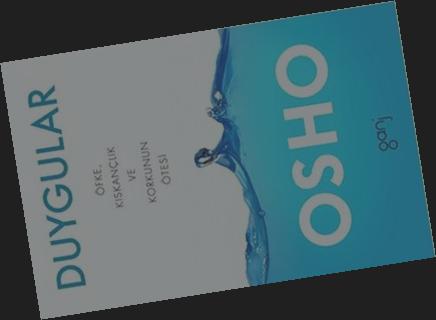 DUYGULAR
ÖFKE,
KISKANÇLIK
VE
KORKUNUN
ÖTESİ
OSHO
ganj